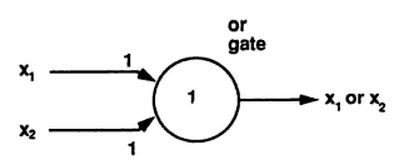 or
gate
x₁
1
1
x₁ or x₂
x₂
1